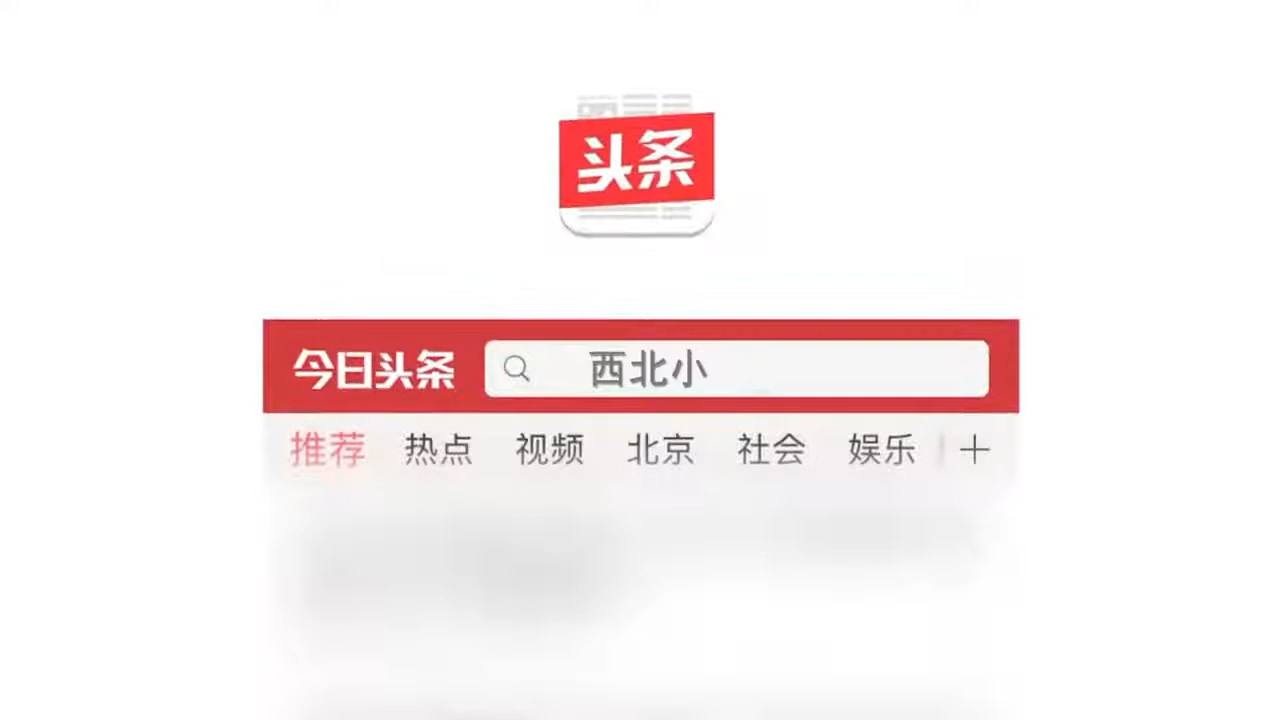 头条
今日头条 西北小
推荐 热点 视频 北京 社会 娱乐 +